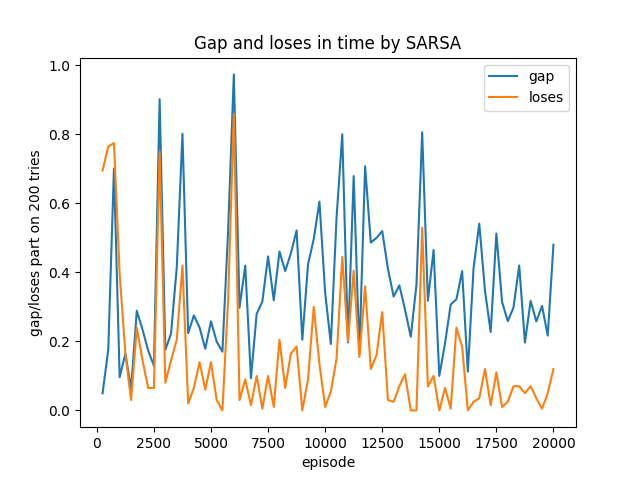 Gap and loses in time by SARSA
gap/loses part on 200 tries
1.0
0.8
0.6
0.4
0.2
0.0
gap
loses
0 2500 5000 7500 10000 12500 15000 17500 20000
episode